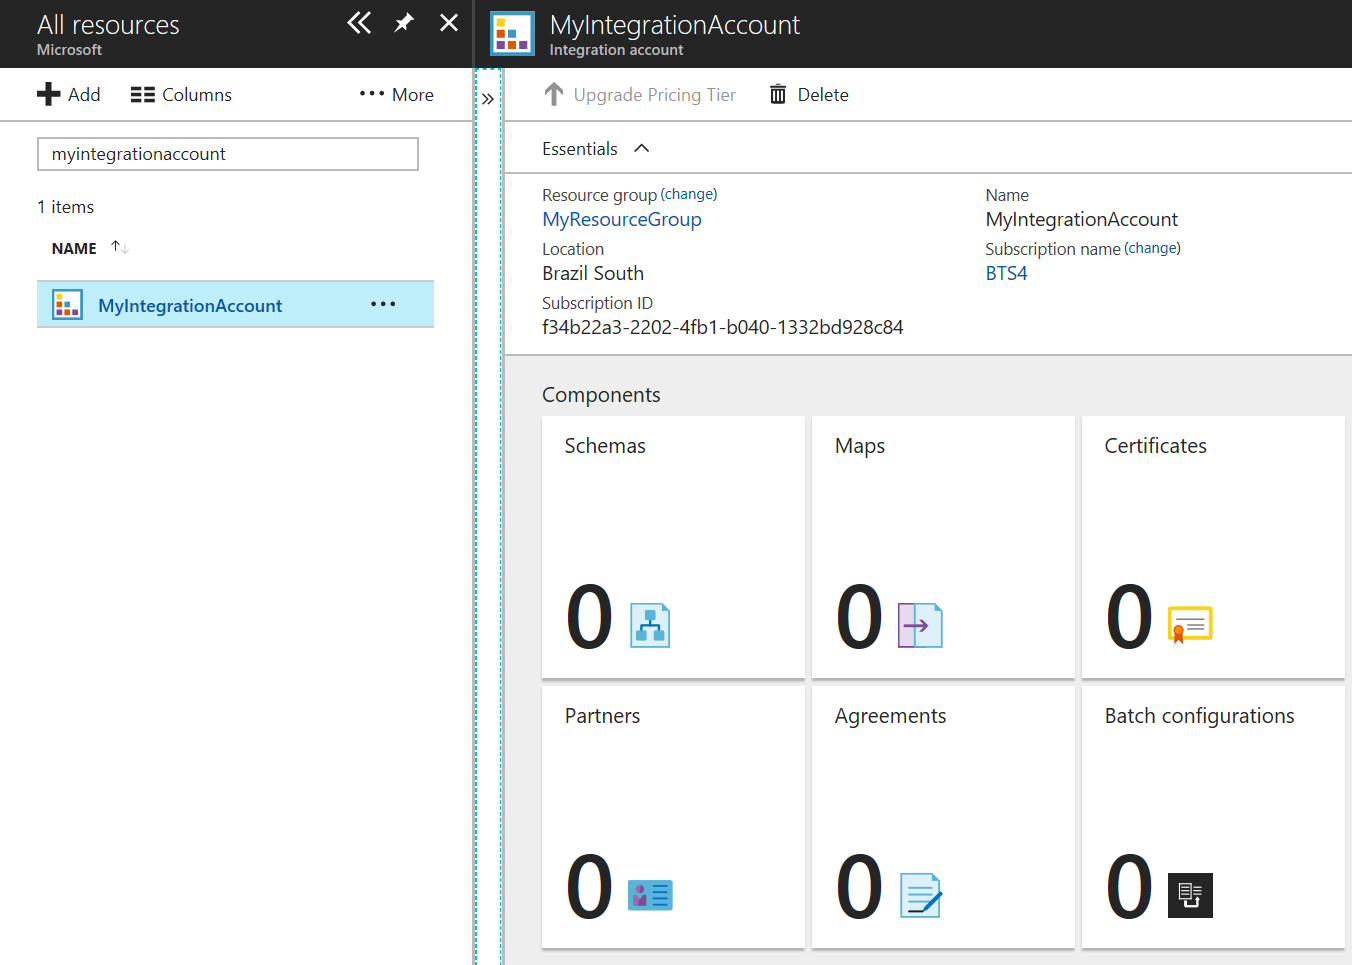 All resources
Microsoft
Add
Columns
More
myintegrationaccount
1 items
NAME
MyIntegrationAccount
MyIntegrationAccount
Integration account
Upgrade Pricing Tier
Delete
Essentials
Resource group (change)
MyResourceGroup
Location
Brazil South
Subscription ID
f34b22a3-2202-4fb1-b040-1332bd928c84
Name
MyIntegrationAccount
Subscription name (change)
BTS4
Components
Schemas
0
Maps
0
Certificates
0
Partners
0
Agreements
0
Batch configurations
0